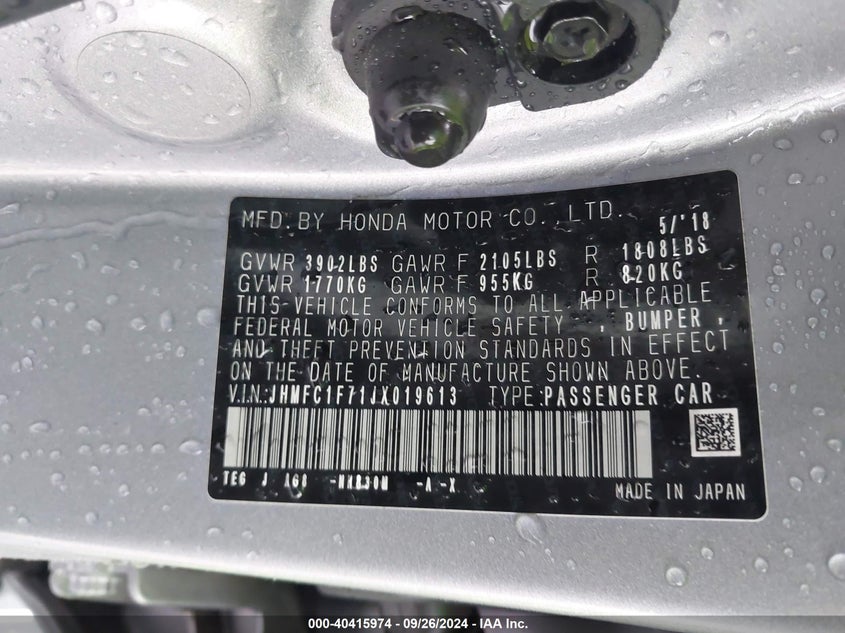 MFD. BY HONDA MOTOR CO., LTD. 5/'18
GVWR 3902LBS GAWR F 2105LBS R 1808LBS
GVWR 1770KG GAWR F 955KG R 820KG
THIS VEHICLE CONFORMS TO ALL APPLICABLE
FEDERAL MOTOR VEHICLE SAFETY , BUMPER ,
AND THEFT PREVENTION STANDARDS IN EFFECT
ON THE DATE OF MANUFACTURE SHOWN ABOVE.
V.I.N.:JHMFC1F71JX019613 TYPE:PASSENGER CAR
TEG J AG8 -A -X
MADE IN JAPAN
000-40415974 - 09/26/2024 - IAA Inc.